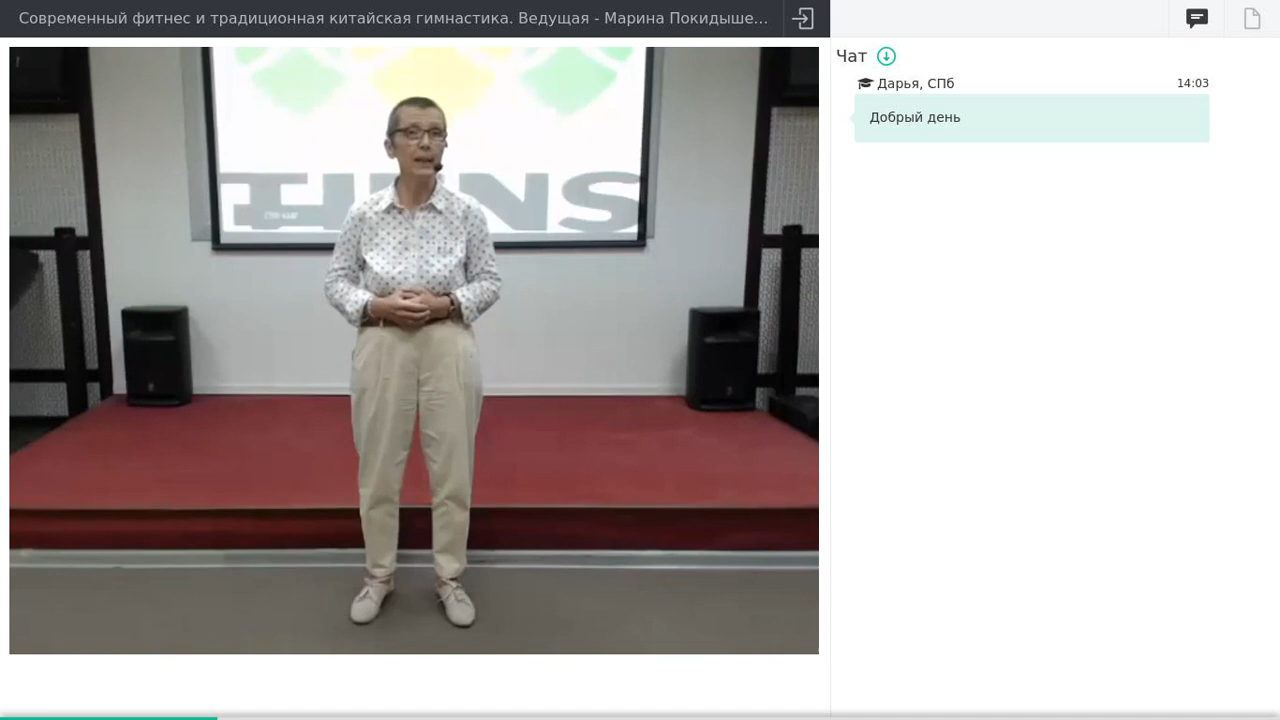 Современный фитнес и традиционная китайская гимнастика. Ведущая - Марина Покидыше...
Чат
Дарья, СПб 14:03
Добрый день